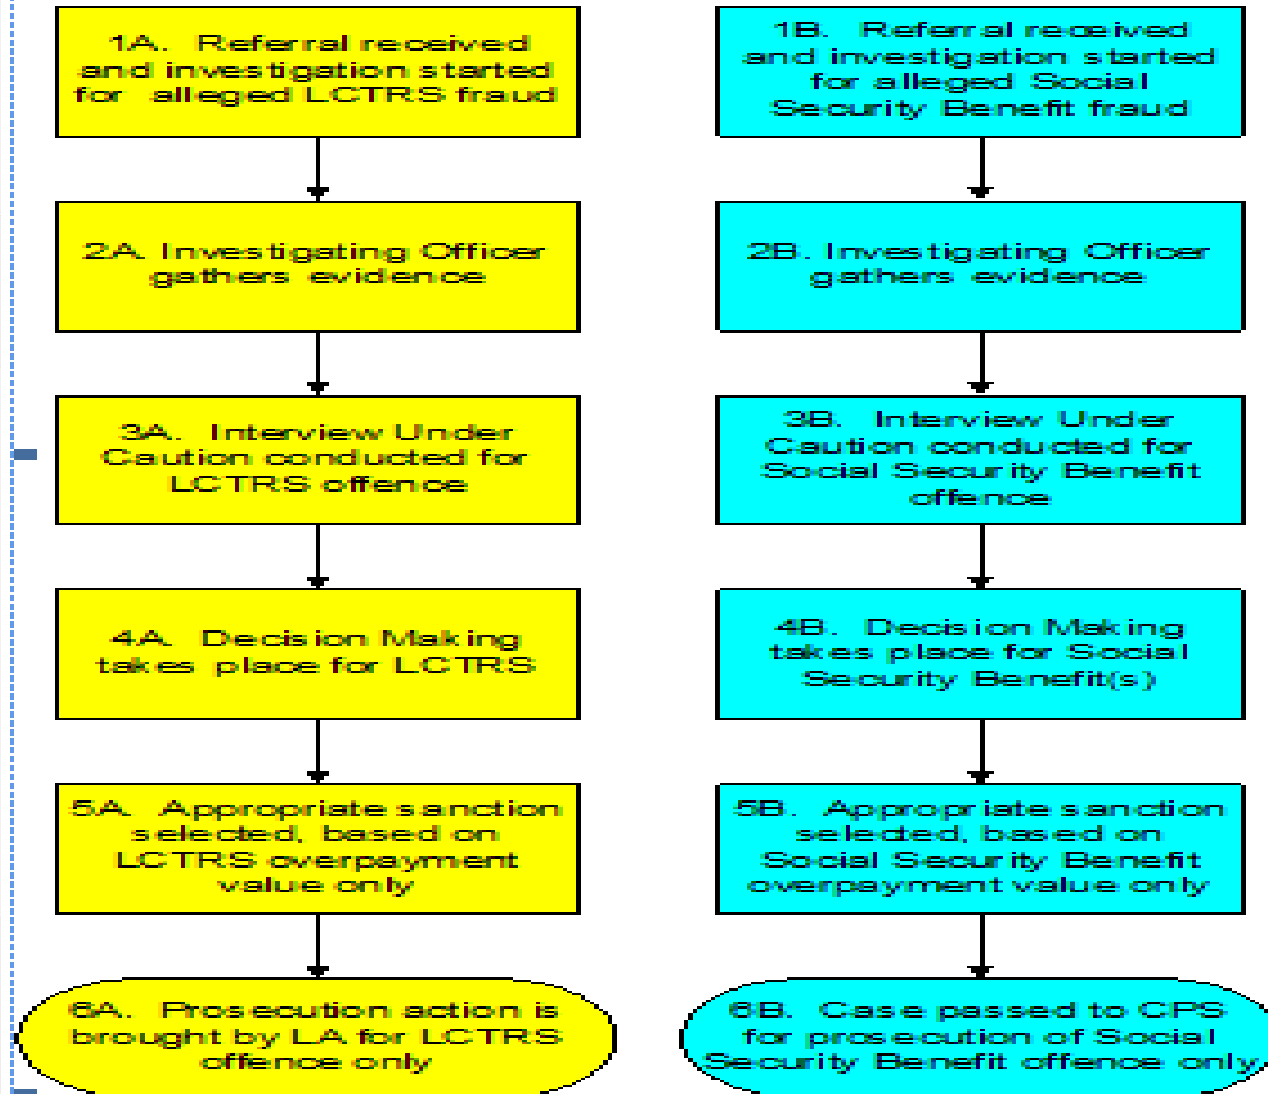 1A. Referral received
and investigation started
for alleged LCTRS fraud
2A. Investigating Officer
gathers evidence
3A. Interview Under
Caution conducted for
LCTRS offence
4A. Decision Making
takes place for LCTRS
5A. Appropriate sanction
selected, based on
LCTRS overpayment
value only
6A. Prosecution action is
brought by LA for LCTRS
offence only
1B. Referral received
and investigation started
for alleged Social
Security Benefit fraud
2B. Investigating Officer
gathers evidence
3B. Interview Under
Caution conducted for
Social Security Benefit
offence
4B. Decision Making
takes place for Social
Security Benefit(s)
5B. Appropriate sanction
selected, based on
Social Security Benefit
overpayment value only
6B. Case passed to CPS
for prosecution of Social
Security Benefit offence only